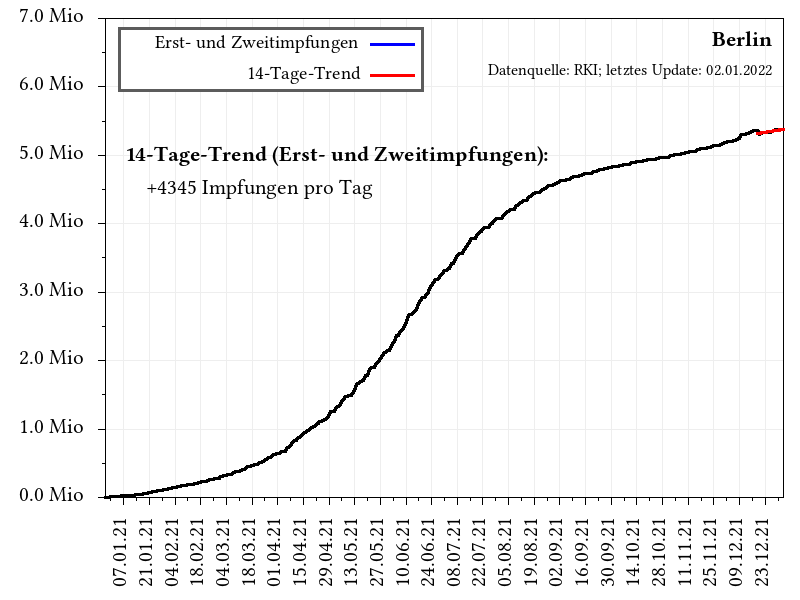 7.0 Mio
6.0 Mio
5.0 Mio
4.0 Mio
3.0 Mio
2.0 Mio
1.0 Mio
0.0 Mio
Erst- und Zweitimpfungen
14-Tage-Trend
Berlin
Datenquelle: RKI; letztes Update: 02.01.2022
14-Tage-Trend (Erst- und Zweitimpfungen):
+4345 Impfungen pro Tag
07.01.21
21.01.21
04.02.21
18.02.21
04.03.21
18.03.21
01.04.21
15.04.21
29.04.21
13.05.21
27.05.21
10.06.21
24.06.21
08.07.21
22.07.21
05.08.21
19.08.21
02.09.21
16.09.21
30.09.21
14.10.21
28.10.21
11.11.21
25.11.21
09.12.21
23.12.21